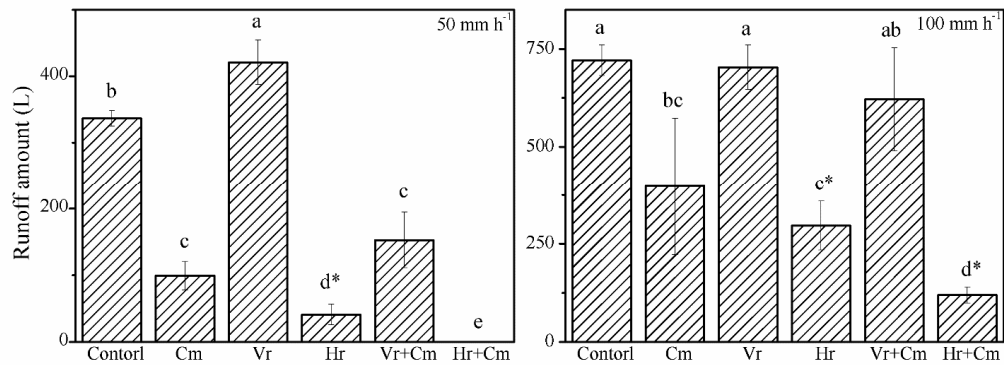 Runoff amount (L)
50 mm h⁻¹
400
200
0
b
c
a
d*
c
e
Contorl Cm Vr Hr Vr+Cm Hr+Cm
100 mm h⁻¹
750
500
250
0
a
bc
a
c*
ab
d*
Contorl Cm Vr Hr Vr+Cm Hr+Cm